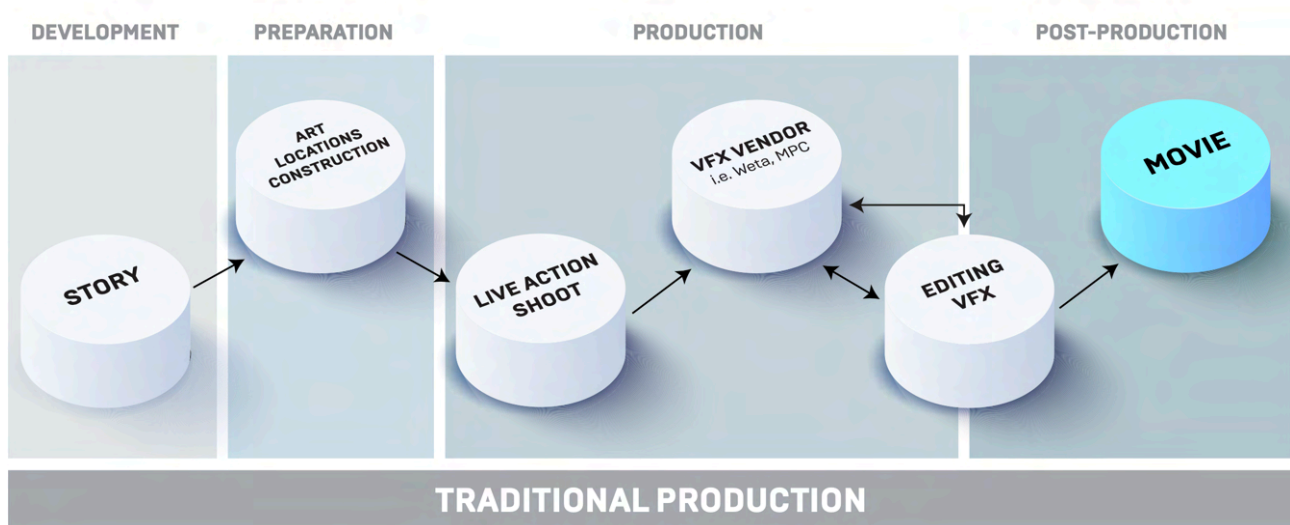 DEVELOPMENT
PREPARATION
PRODUCTION
POST-PRODUCTION
STORY
ART
LOCATIONS
CONSTRUCTION
LIVE ACTION
SHOOT
VFX VENDOR
i.e. Weta, MPC
EDITING
VFX
MOVIE
TRADITIONAL PRODUCTION